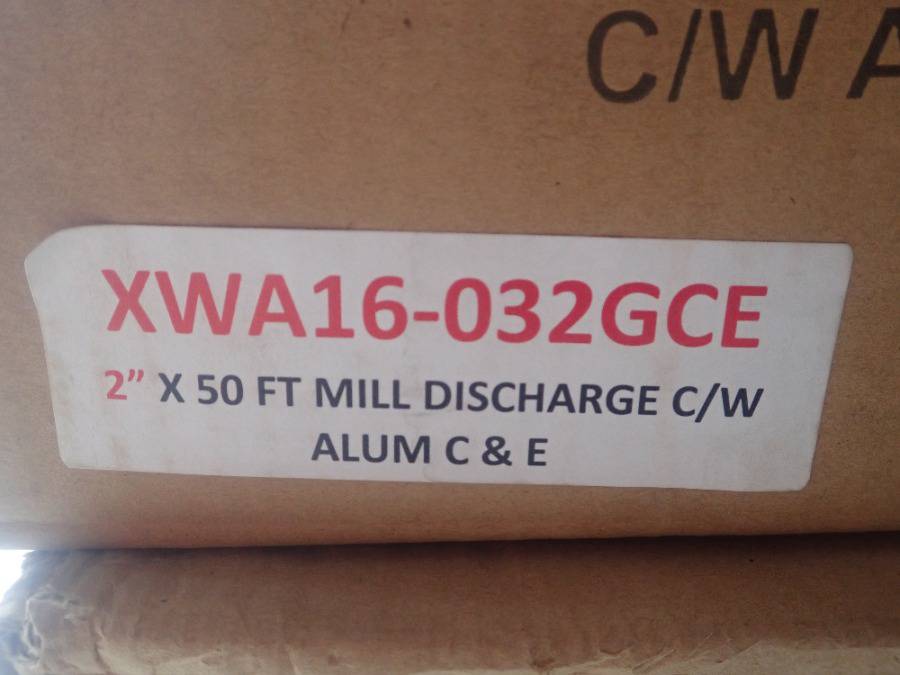 C/W
XWA16-032GCE
2” X 50 FT MILL DISCHARGE C/W
ALUM C & E